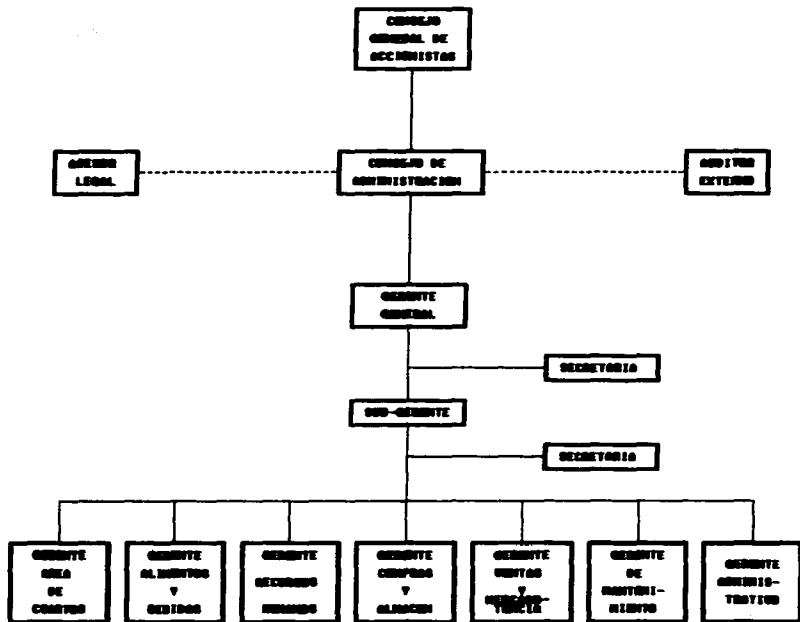 CONSEJO
GENERAL DE
ACCIONISTAS
ASESOR
LEGAL
CONSEJO DE
ADMINISTRACION
AUDITOR
EXTERNO
GERENTE
GENERAL
SECRETARIA
SUB-GERENTE
SECRETARIA
GERENTE
AREA
DE
CUARTOS
GERENTE
ALIMENTOS
Y
BEBIDAS
GERENTE
RECURSOS
HUMANOS
GERENTE
COMPRAS
Y
ALMACEN
GERENTE
VENTAS
Y
MERCADO-
TECNCIA
GERENTE
DE
MANTENI-
MIENTO
GERENTE
ADMINIS-
TRATIVO